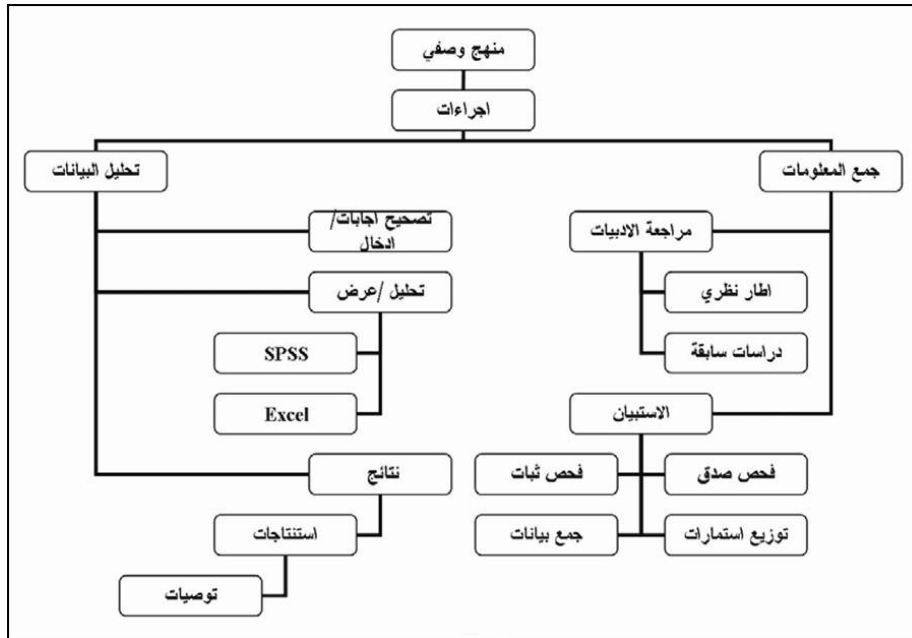 منهج وصفي
اجراءات
جمع المعلومات
مراجعة الادبيات
اطار نظري
دراسات سابقة
الاستبيان
فحص صدق
فحص ثبات
توزيع استمارات
جمع بيانات
تحليل البيانات
تصحيح اجابات/
ادخال
تحليل /عرض
SPSS
Excel
نتائج
استنتاجات
توصيات